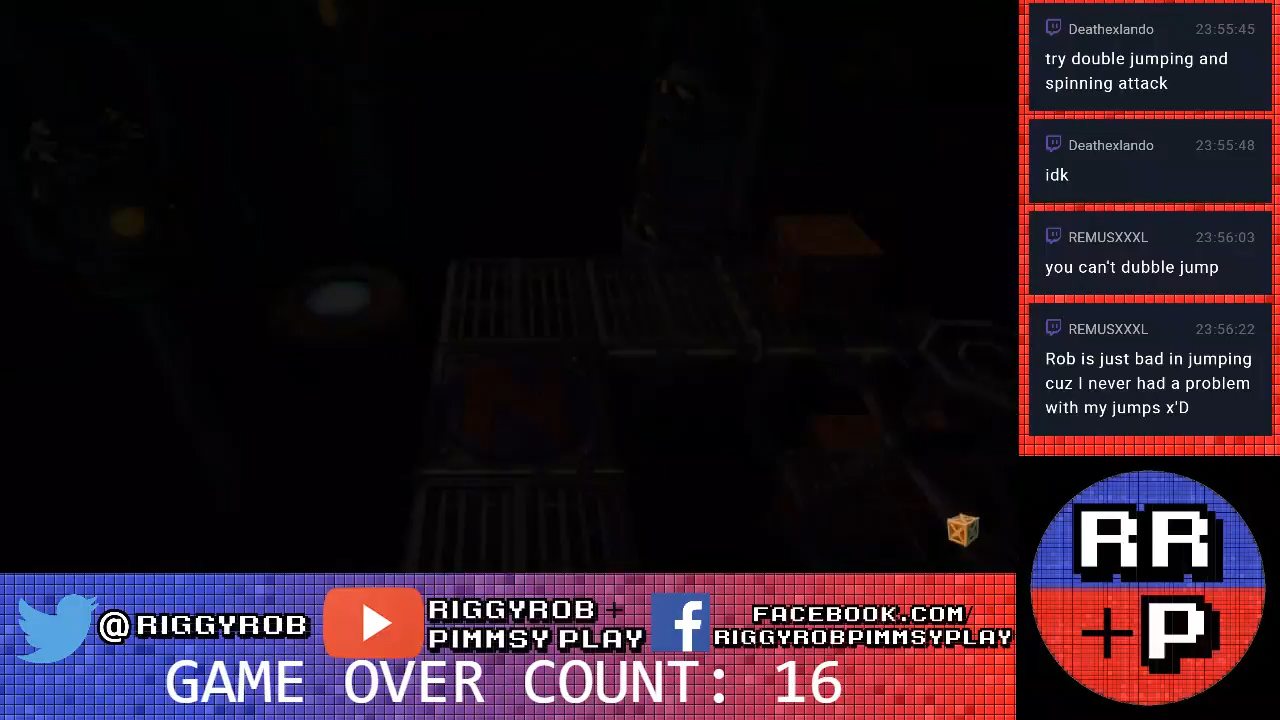 Deathexlando 23:55:45
try double jumping and
spinning attack
Deathexlando 23:55:48
idk
REMUSXXXL 23:56:03
you can't dubble jump
REMUSXXXL 23:56:22
Rob is just bad in jumping
cuz I never had a problem
with my jumps x'D
N
RR
+P
@RIGGYROB
RIGGYROB +
PIMMSY PLAY
FACEBOOK.COM/
RIGGYROBPIMMSYPLAY
GAME OVER COUNT: 16